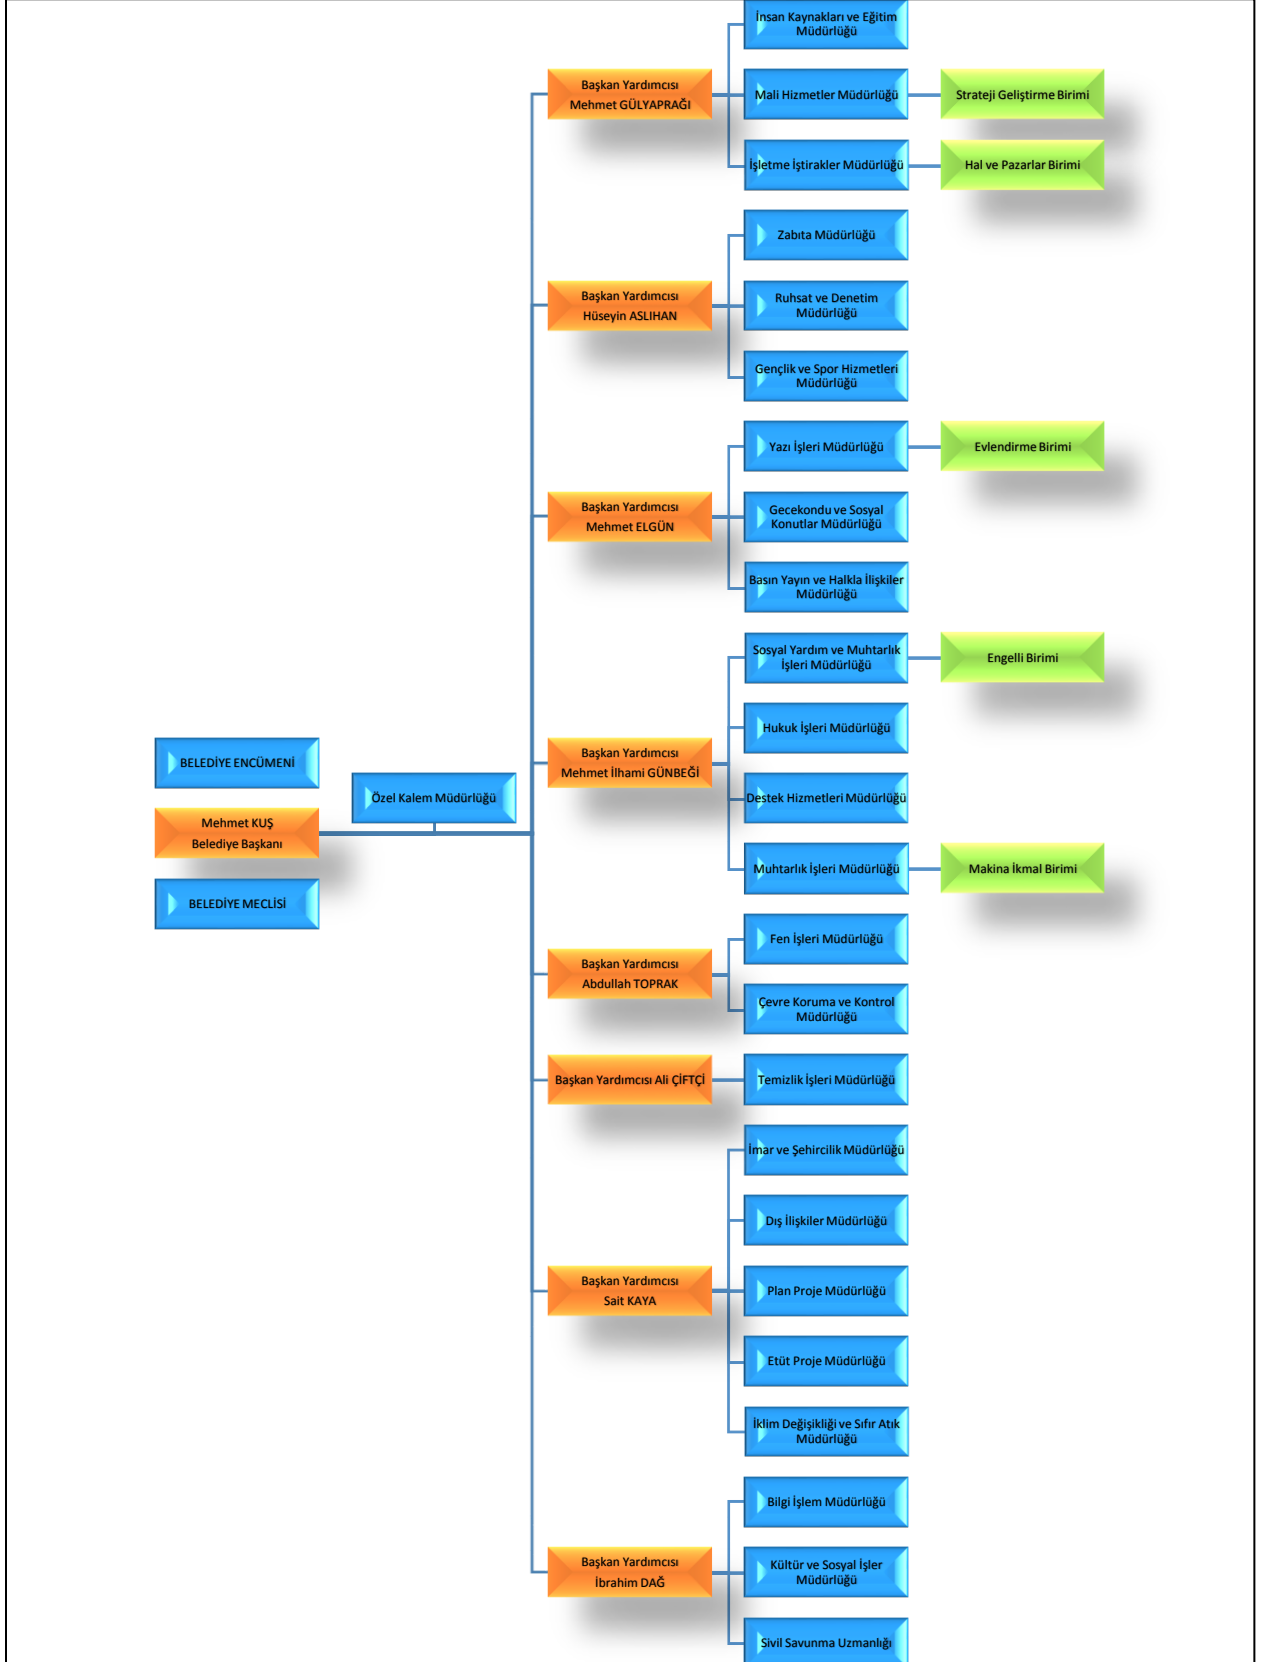 BELEDİYE ENCÜMENİ
Mehmet KUŞ
Belediye Başkanı
BELEDİYE MECLİSİ
Özel Kalem Müdürlüğü
Başkan Yardımcısı
Mehmet GÜLYAPRAĞI
İnsan Kaynakları ve Eğitim
Müdürlüğü
Mali Hizmetler Müdürlüğü
Strateji Geliştirme Birimi
İşletme İştirakler Müdürlüğü
Hal ve Pazarlar Birimi
Başkan Yardımcısı
Hüseyin ASLIHAN
Zabıta Müdürlüğü
Ruhsat ve Denetim
Müdürlüğü
Gençlik ve Spor Hizmetleri
Müdürlüğü
Başkan Yardımcısı
Mehmet ELGÜN
Yazı İşleri Müdürlüğü
Evlendirme Birimi
Gecekondu ve Sosyal
Konutlar Müdürlüğü
Basın Yayın ve Halkla İlişkiler
Müdürlüğü
Başkan Yardımcısı
Mehmet İlhami GÜNBEĞİ
Sosyal Yardım ve Muhtarlık
İşleri Müdürlüğü
Engelli Birimi
Hukuk İşleri Müdürlüğü
Destek Hizmetleri Müdürlüğü
Muhtarlık İşleri Müdürlüğü
Makina İkmal Birimi
Başkan Yardımcısı
Abdullah TOPRAK
Fen İşleri Müdürlüğü
Çevre Koruma ve Kontrol
Müdürlüğü
Başkan Yardımcısı Ali ÇİFTÇİ
Temizlik İşleri Müdürlüğü
Başkan Yardımcısı
Sait KAYA
İmar ve Şehircilik Müdürlüğü
Dış İlişkiler Müdürlüğü
Plan Proje Müdürlüğü
Etüt Proje Müdürlüğü
İklim Değişikliği ve Sıfır Atık
Müdürlüğü
Başkan Yardımcısı
İbrahim DAĞ
Bilgi İşlem Müdürlüğü
Kültür ve Sosyal İşler
Müdürlüğü
Sivil Savunma Uzmanlığı